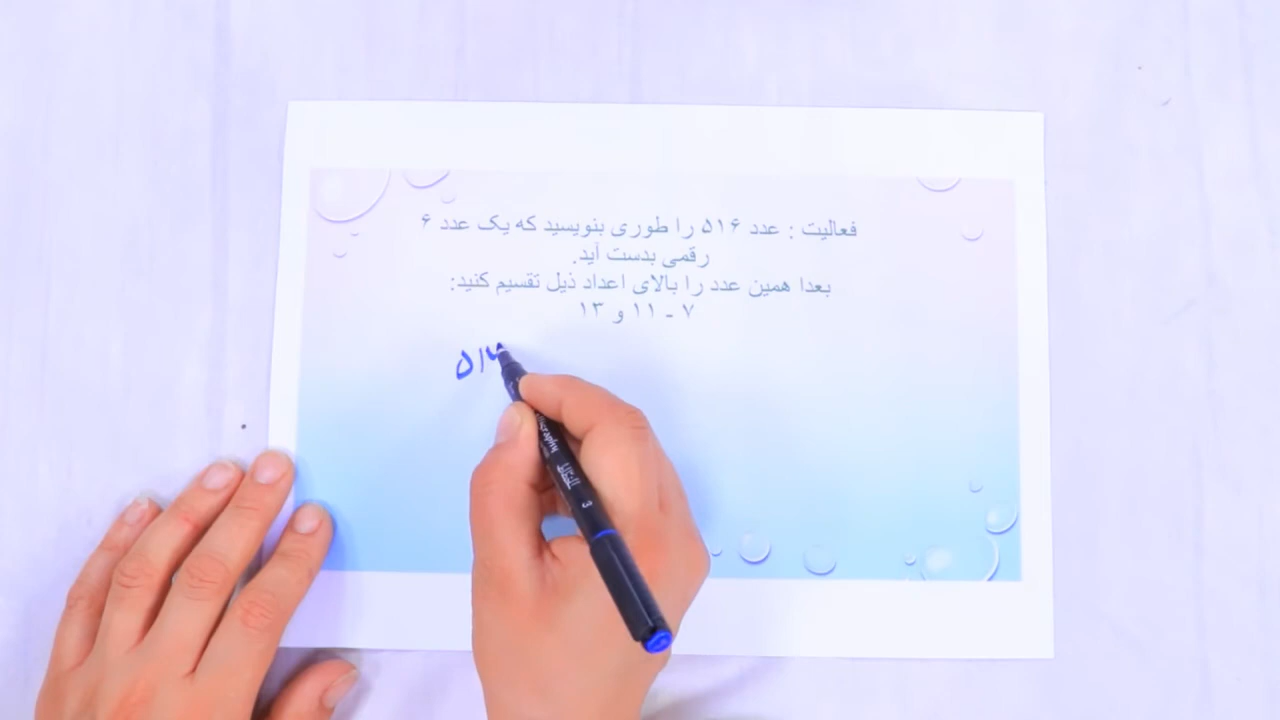 فعالیت : عدد ۵۱۶ را طوری بنویسید که یک عدد ۶
رقمی بدست آید.
بعدا همین عدد را بالای اعداد ذیل تقسیم کنید:
۷ - ۱۱ و ۱۳
۵۱